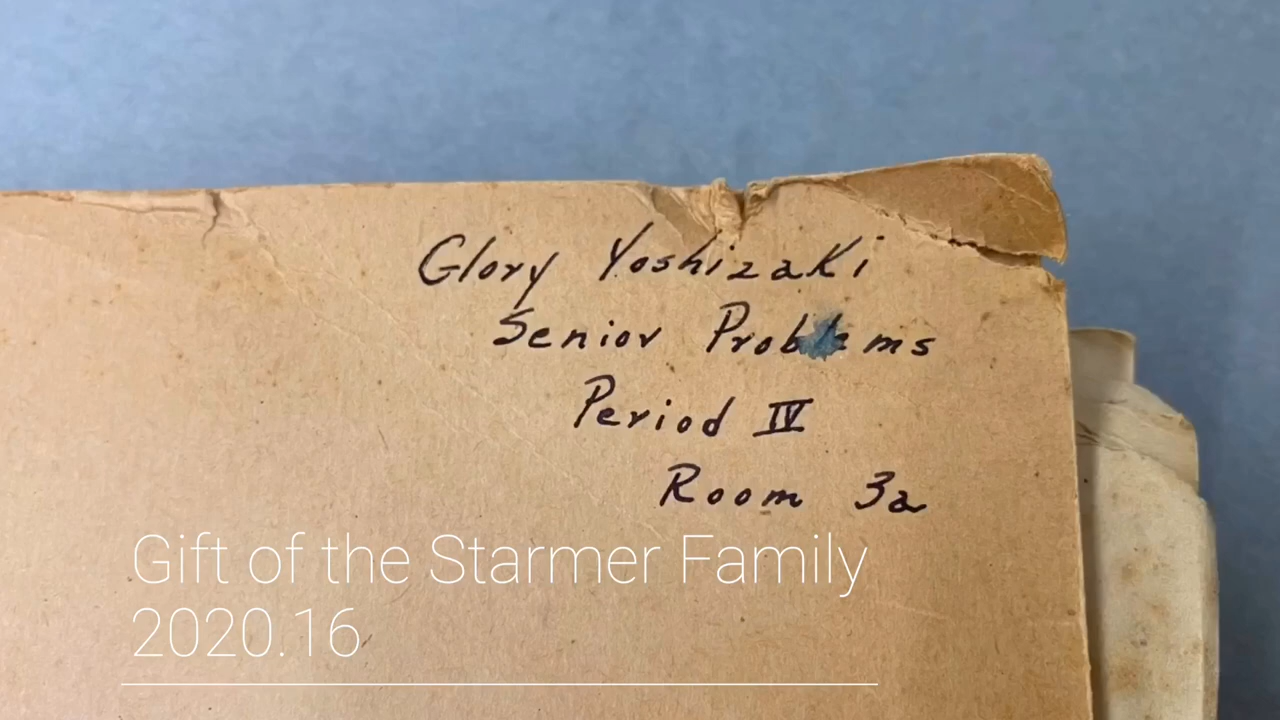 Glory Yoshizaki
Senior Problems
Period IV
Room 3a
Gift of the Starmer Family
2020.16